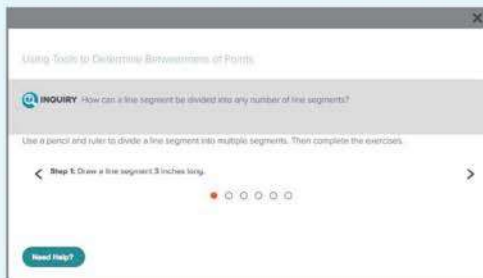 Using Tools to Determine Betweenness of Points
INQUIRY How can a line segment be divided into any number of line segments?
Use a pencil and ruler to divide a line segment into multiple segments. Then complete the exercises.
Step 1: Draw a line segment 3 inches long.
Need Help?